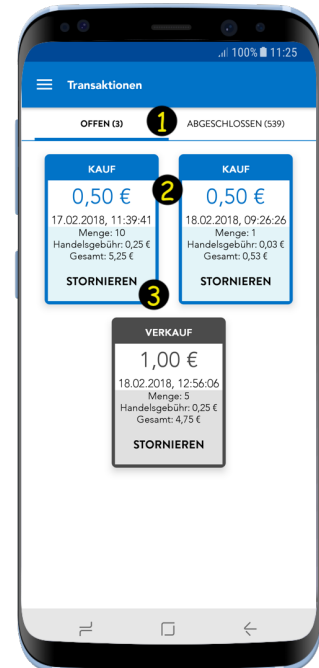 100% 11:25
Transaktionen
OFFEN (3)
1
ABGESCHLOSSEN (539)
KAUF
0,50 €
17.02.2018, 11:39:41
Menge: 10
Handelsgebühr: 0,25 €
Gesamt: 5,25 €
STORNIEREN
2
KAUF
0,50 €
18.02.2018, 09:26:26
Menge: 1
Handelsgebühr: 0,03 €
Gesamt: 0,53 €
STORNIEREN
3
VERKAUF
1,00 €
18.02.2018, 12:56:06
Menge: 5
Handelsgebühr: 0,25 €
Gesamt: 4,75 €
STORNIEREN